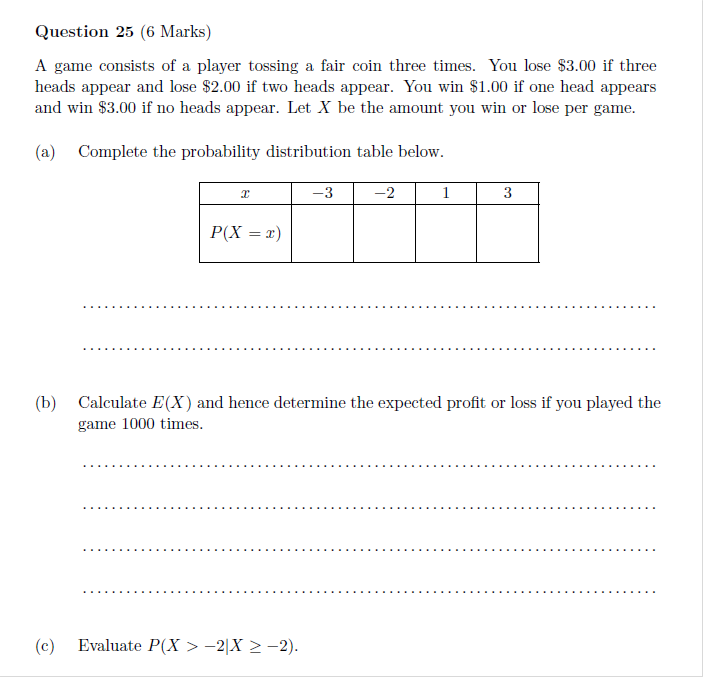 Question 25 (6 Marks)
A game consists of a player tossing a fair coin three times. You lose $3.00 if three
heads appear and lose $2.00 if two heads appear. You win $1.00 if one head appears
and win $3.00 if no heads appear. Let X be the amount you win or lose per game.
(a) Complete the probability distribution table below.
x −3 −2 1 3
P(X = x)
(b) Calculate E(X) and hence determine the expected profit or loss if you played the
game 1000 times.
(c) Evaluate P(X > −2|X ≥ −2).